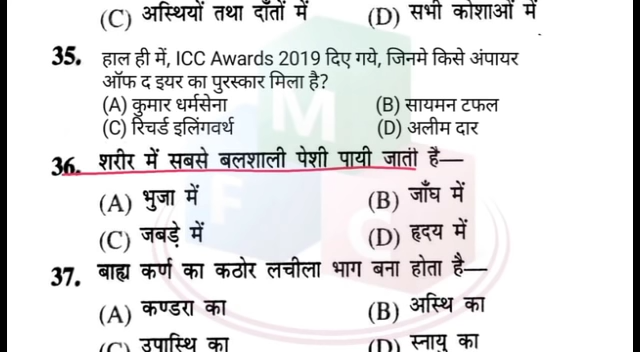 (C) अस्थियों तथा दाँतों में (D) सभी कोशाओं में
35. हाल ही में, ICC Awards 2019 दिए गये, जिनमे किसे अंपायर
ऑफ द इयर का पुरस्कार मिला है?
(A) कुमार धर्मसेना (B) सायमन टफल
(C) रिचर्ड इलिंगवर्थ (D) अलीम दार
36. शरीर में सबसे बलशाली पेशी पायी जाती है—
(A) भुजा में (B) जाँघ में
(C) जबड़े में (D) हृदय में
37. बाह्य कर्ण का कठोर लचीला भाग बना होता है—
(A) कण्डरा का (B) अस्थि का
(C) उपास्थि का (D) स्नायु का
M
F
C